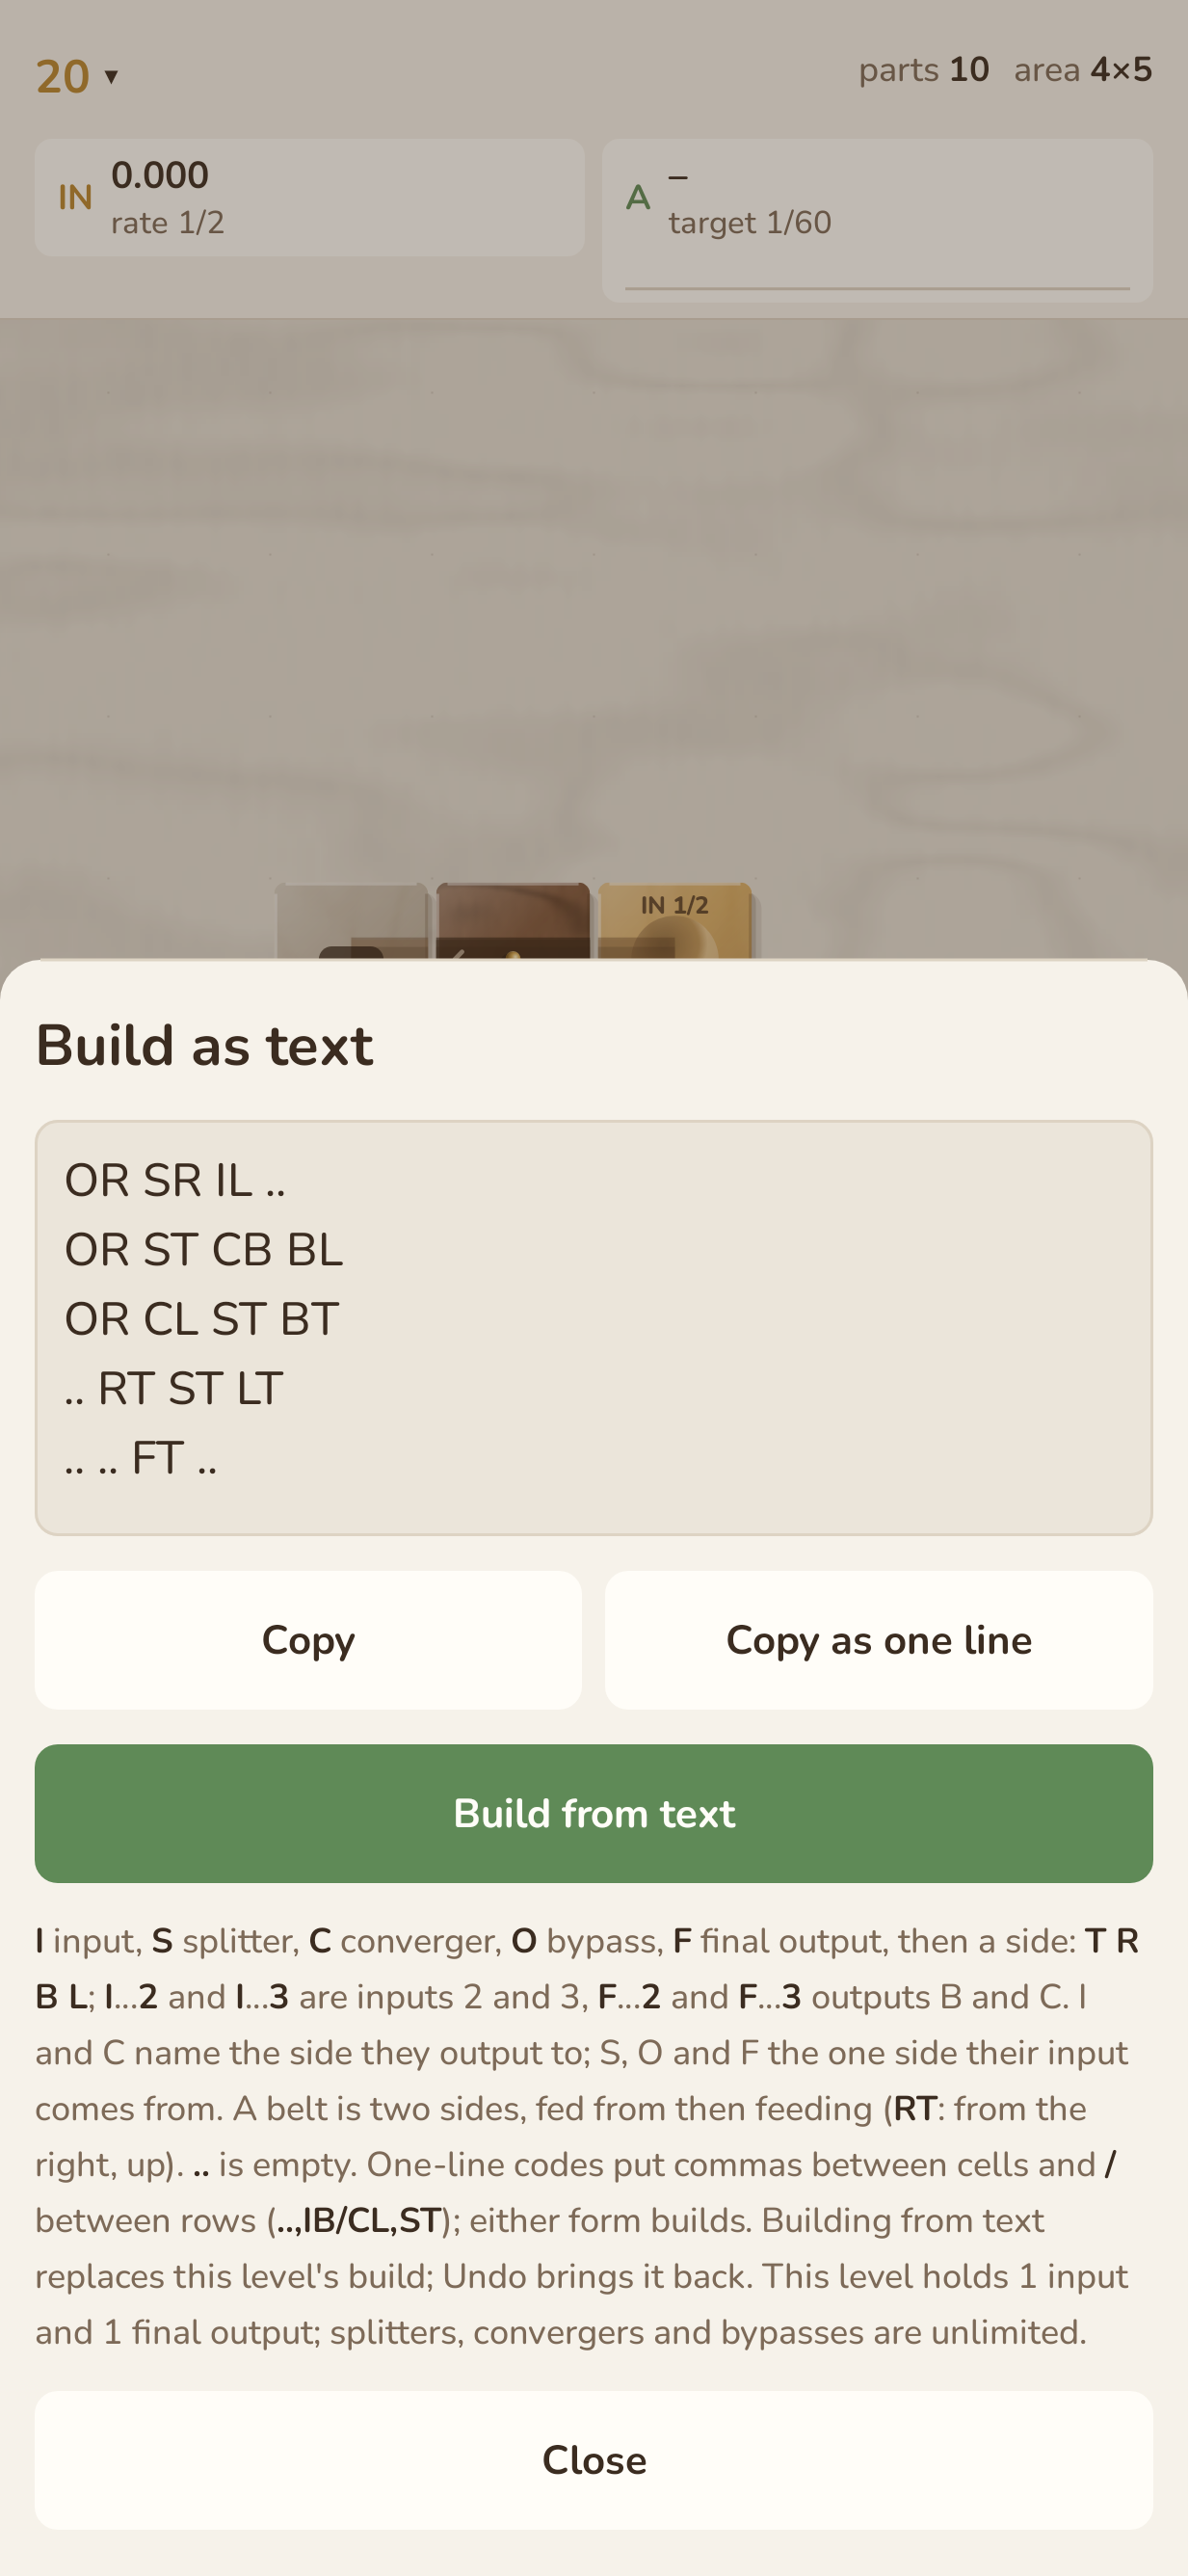 20 ▼
parts 10 area 4×5
IN 0.000
rate 1/2
A –
target 1/60
IN 1/2
Build as text
OR SR IL ..
OR ST CB BL
OR CL ST BT
.. RT ST LT
.. .. FT ..
Copy
Copy as one line
Build from text
I input, S splitter, C converger, O bypass, F final output, then a side: T R
B L; I...2 and I...3 are inputs 2 and 3, F...2 and F...3 outputs B and C. I
and C name the side they output to; S, O and F the one side their input
comes from. A belt is two sides, fed from then feeding (RT: from the
right, up). .. is empty. One-line codes put commas between cells and /
between rows (..,IB/CL,ST); either form builds. Building from text
replaces this level's build; Undo brings it back. This level holds 1 input
and 1 final output; splitters, convergers and bypasses are unlimited.
Close